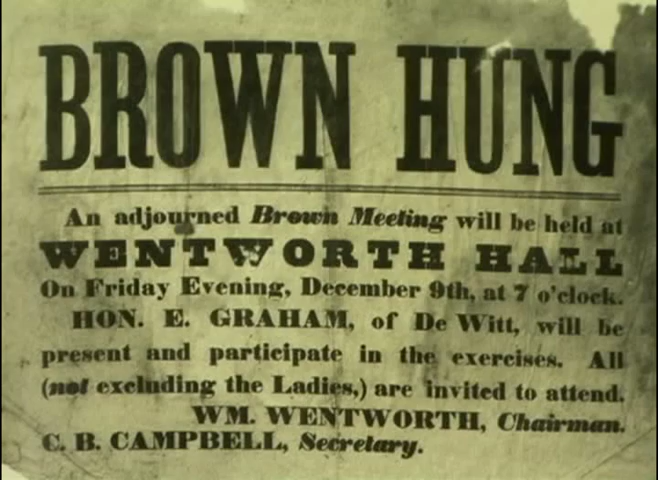 BROWN HUNG
An adjourned Brown Meeting will be held at
WENTWORTH HALL
On Friday Evening, December 9th, at 7 o'clock.
HON. E. GRAHAM, of De Witt, will be
present and participate in the exercises. All
(not excluding the Ladies,) are invited to attend.
WM. WENTWORTH, Chairman.
C. B. CAMPBELL, Secretary.